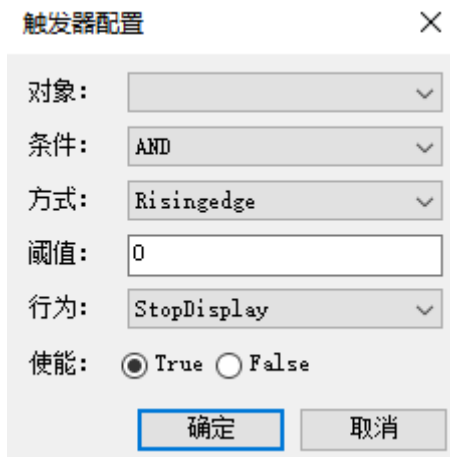 触发器配置
对象：
条件： AND
方式： Risingedge
阈值： 0
行为： StopDisplay
使能： True False
确定 取消